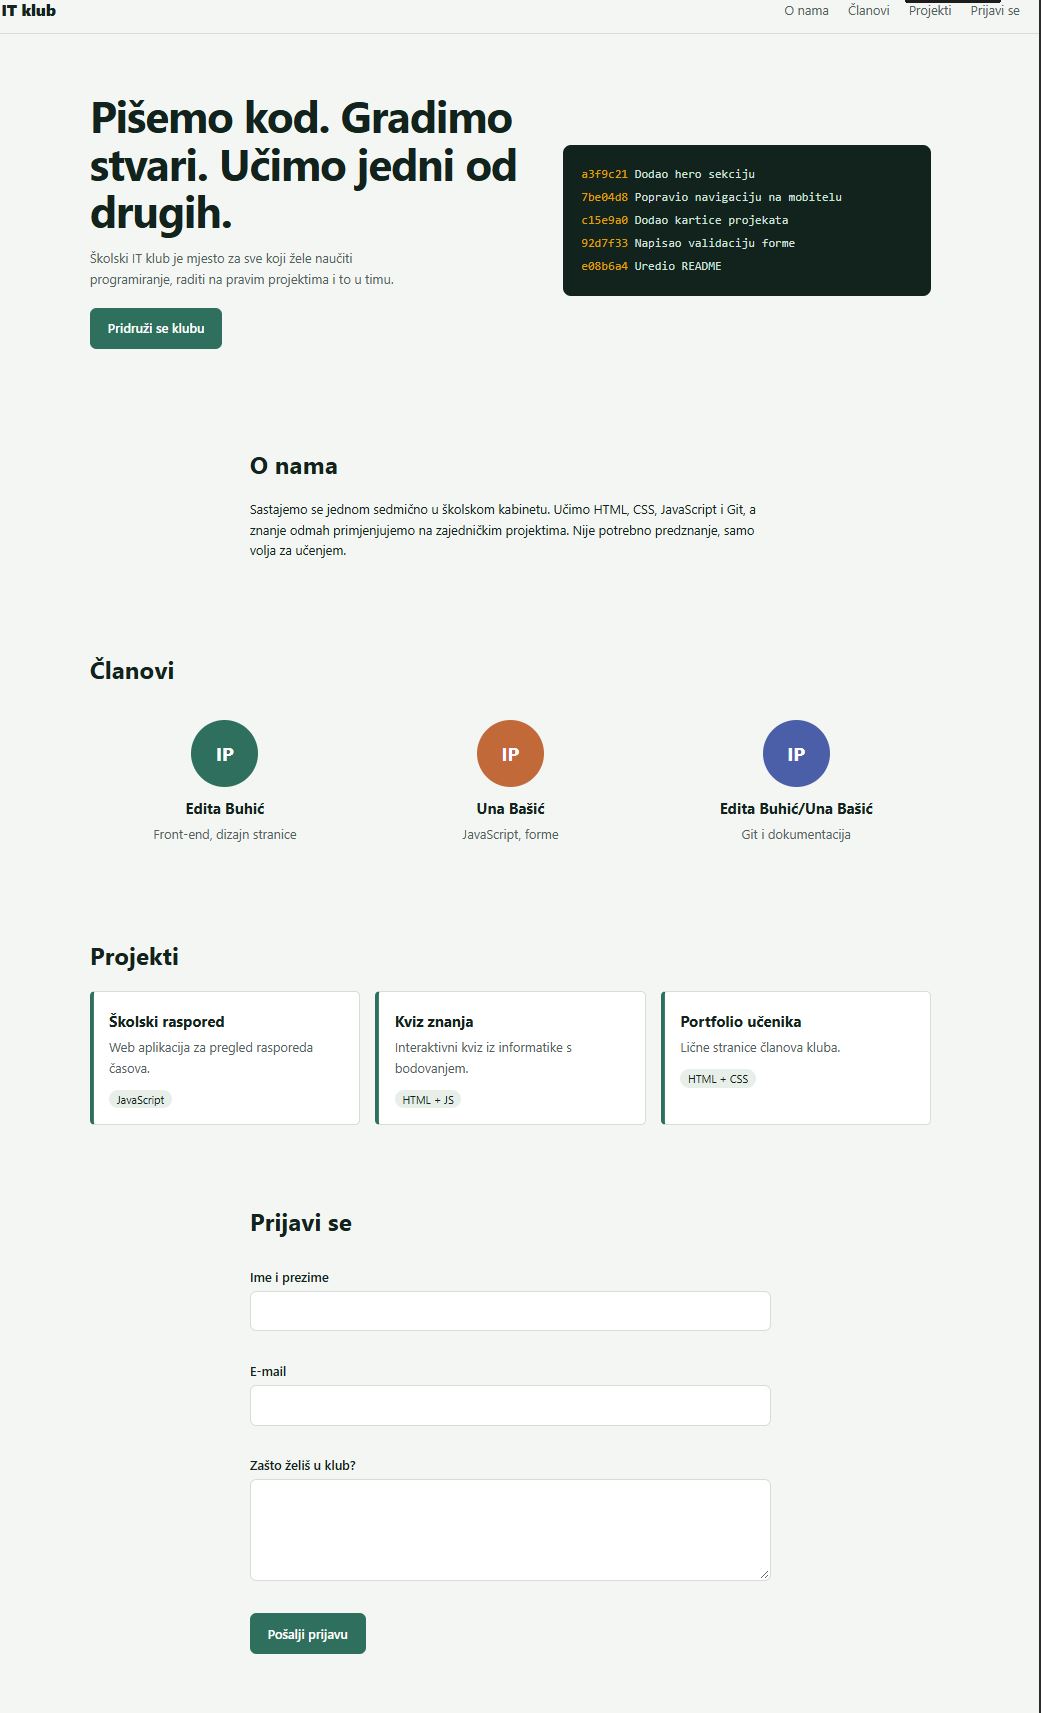 IT klub
O nama Članovi Projekti Prijavi se
Pišemo kod. Gradimo
stvari. Učimo jedni od
drugih.
Školski IT klub je mjesto za sve koji žele naučiti
programiranje, raditi na pravim projektima i to u timu.
Pridruži se klubu
a3f9c21 Dodao hero sekciju
7be04d8 Popravio navigaciju na mobitelu
c15e9a0 Dodao kartice projekata
92d7f33 Napisao validaciju forme
e08b6a4 Uredio README
O nama
Sastajemo se jednom sedmično u školskom kabinetu. Učimo HTML, CSS, JavaScript i Git, a
znanje odmah primjenjujemo na zajedničkim projektima. Nije potrebno predznanje, samo
volja za učenjem.
Članovi
IP
Edita Buhić
Front-end, dizajn stranice
IP
Una Bašić
JavaScript, forme
IP
Edita Buhić/Una Bašić
Git i dokumentacija
Projekti
Školski raspored
Web aplikacija za pregled rasporeda
časova.
JavaScript
Kviz znanja
Interaktivni kviz iz informatike s
bodovanjem.
HTML + JS
Portfolio učenika
Lične stranice članova kluba.
HTML + CSS
Prijavi se
Ime i prezime
E-mail
Zašto želiš u klub?
Pošalji prijavu